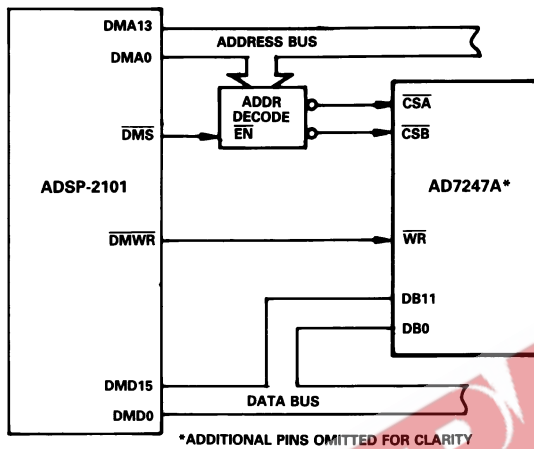 DMA13
ADDRESS BUS
DMA0
ADDR
DECODE
EN
CSA
CSB
DMS
ADSP-2101
AD7247A*
DMWR
WR
DB11
DB0
DMD15
DATA BUS
DMD0
*ADDITIONAL PINS OMITTED FOR CLARITY